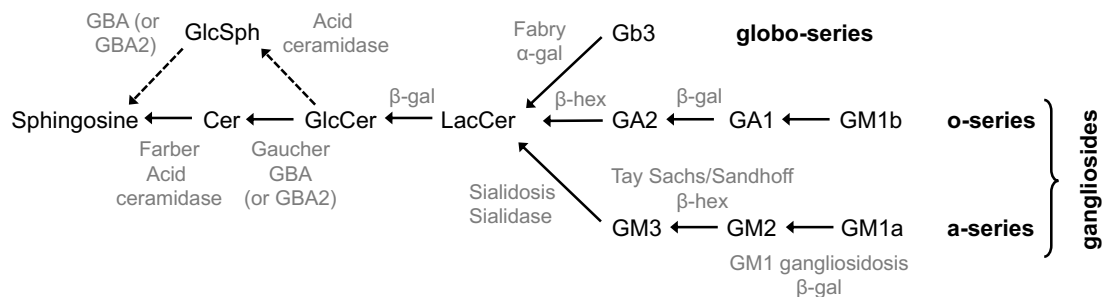 GBA (or
GBA2)
GlcSph
Acid
ceramidase
Fabry
α-gal
Gb3
globo-series
Sphingosine
Cer
GlcCer
β-gal
LacCer
β-hex
GA2
β-gal
GA1
GM1b
o-series
Farber
Acid
ceramidase
Gaucher
GBA
(or GBA2)
Sialidosis
Sialidase
Tay Sachs/Sandhoff
β-hex
GM3
GM2
GM1a
a-series
GM1 gangliosidosis
β-gal
gangliosides